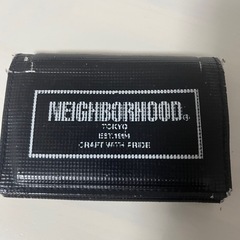 NEIGHBORHOOD®
TOKYO
EST.1994
CRAFT WITH PRIDE